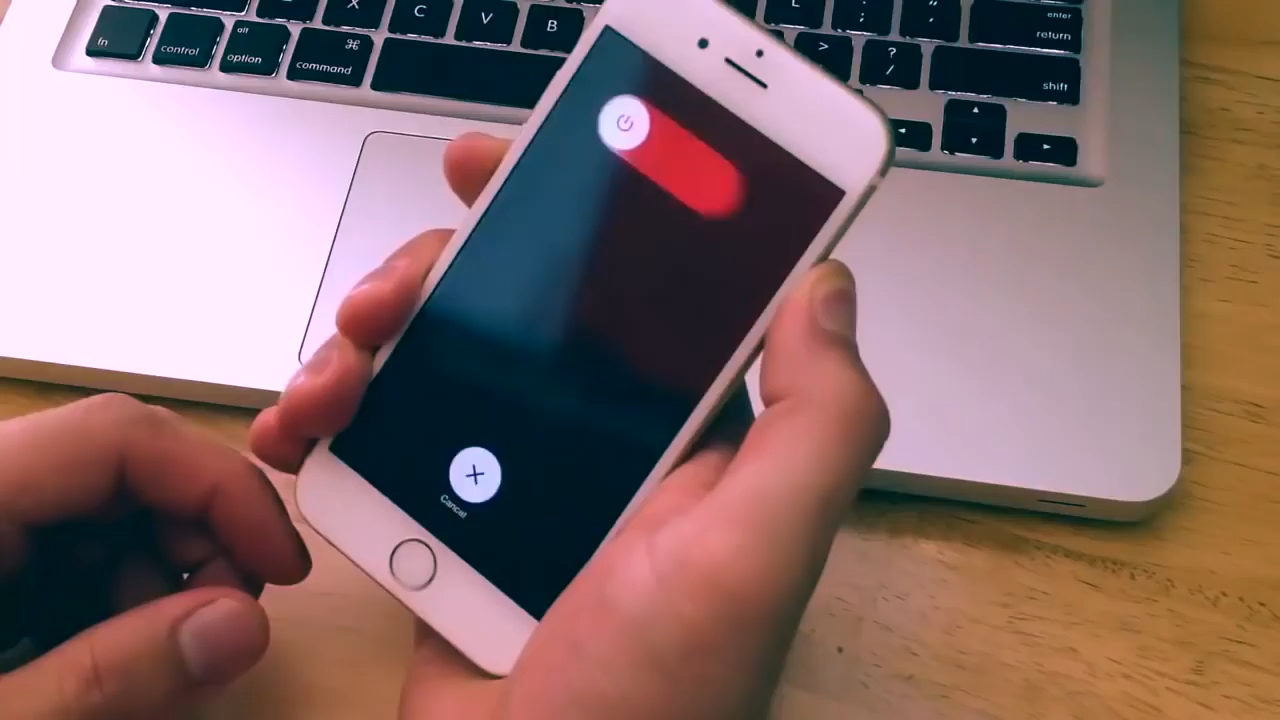 X
C
V
B
L
:
;
"
'
enter
return
fn
control
alt
option
⌘
command
>
?
/
shift
Cancel